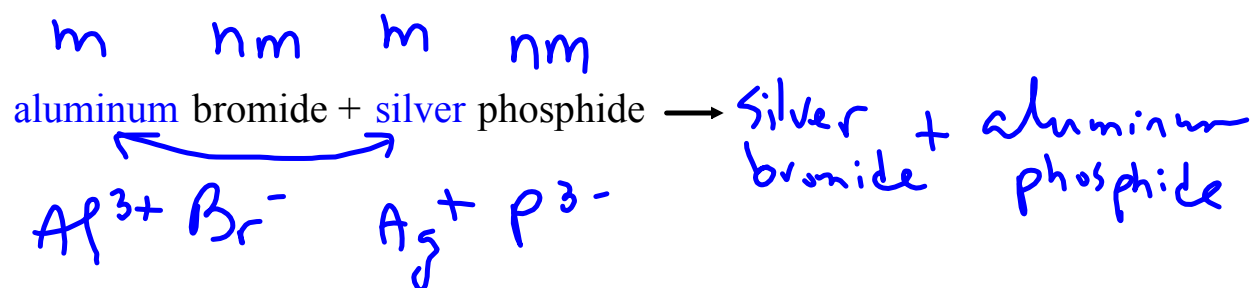 m nm m nm
aluminum bromide + silver phosphide → silver bromide + aluminum phosphide
Al³⁺ Br⁻ Ag⁺ P³⁻